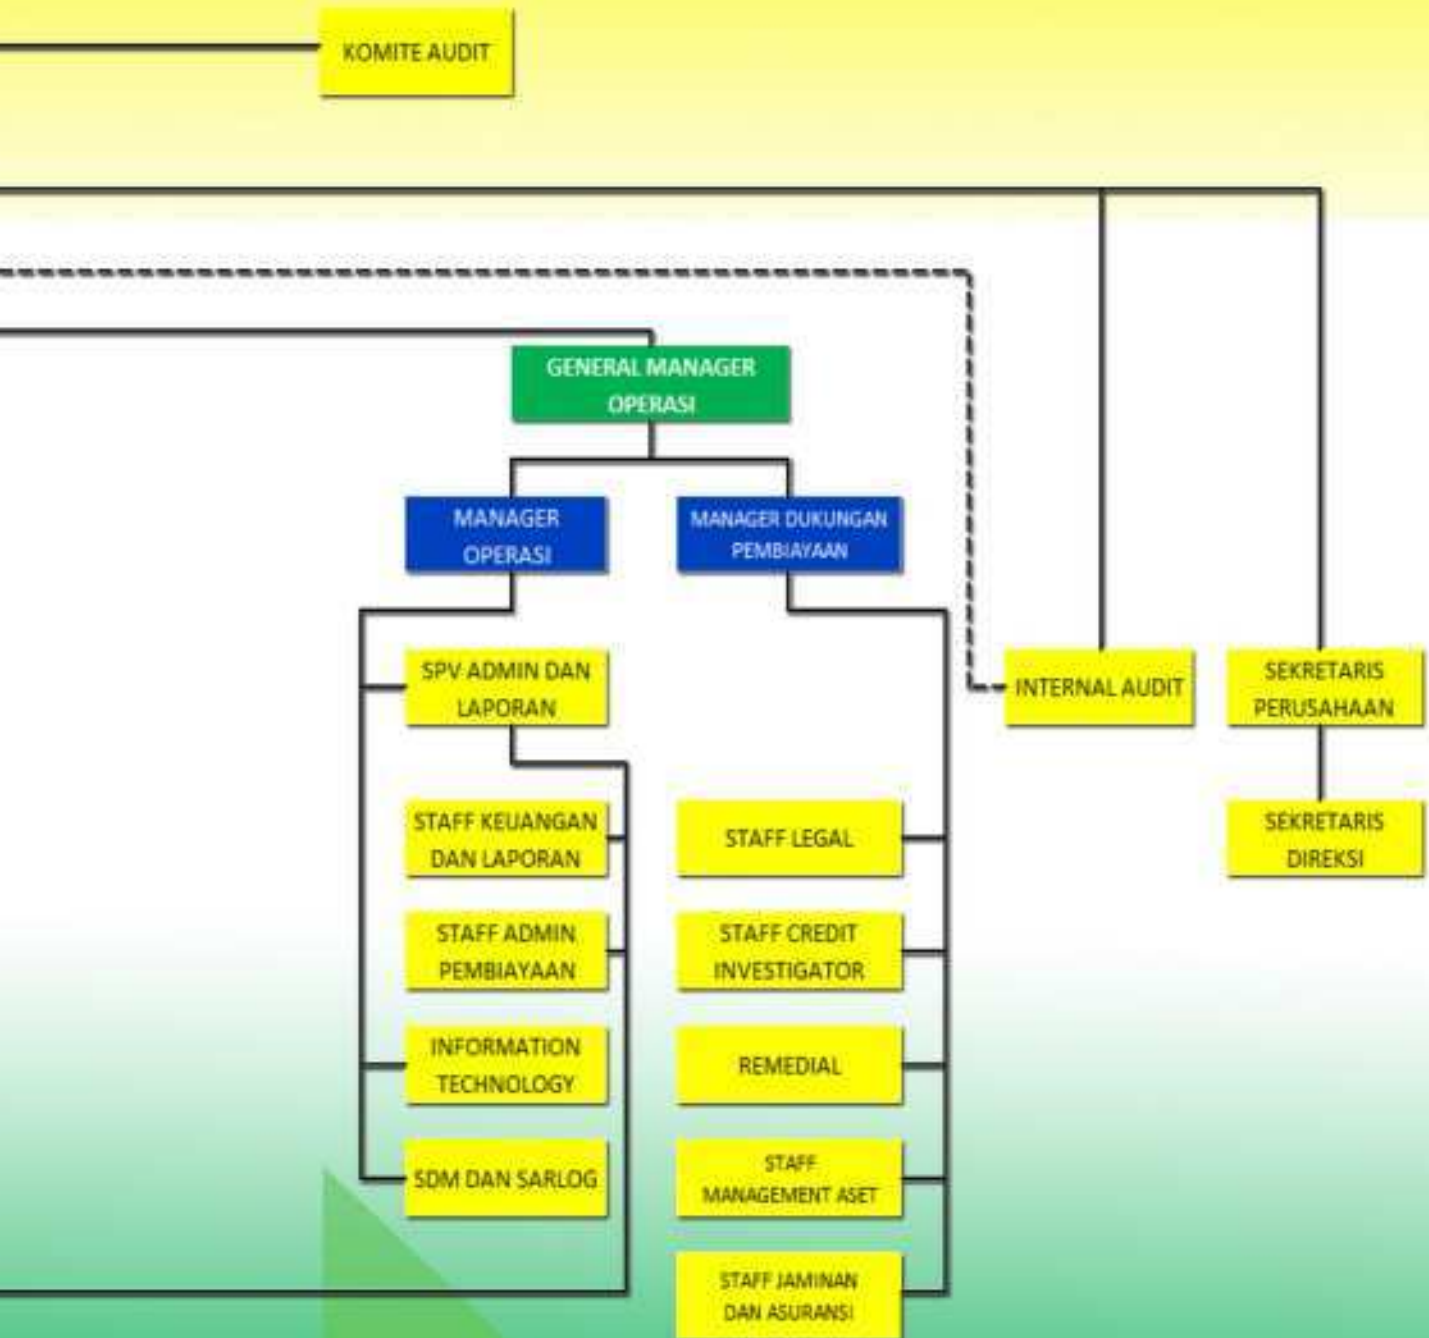 KOMITE AUDIT
GENERAL MANAGER
OPERASI
MANAGER
OPERASI
MANAGER DUKUNGAN
PEMBIAYAAN
SPV ADMIN DAN
LAPORAN
INTERNAL AUDIT
SEKRETARIS
PERUSAHAAN
STAFF KEUANGAN
DAN LAPORAN
STAFF LEGAL
SEKRETARIS
DIREKSI
STAFF ADMIN
PEMBIAYAAN
STAFF CREDIT
INVESTIGATOR
INFORMATION
TECHNOLOGY
REMEDIAL
SDM DAN SARLOG
STAFF
MANAGEMENT ASET
STAFF JAMINAN
DAN ASURANSI